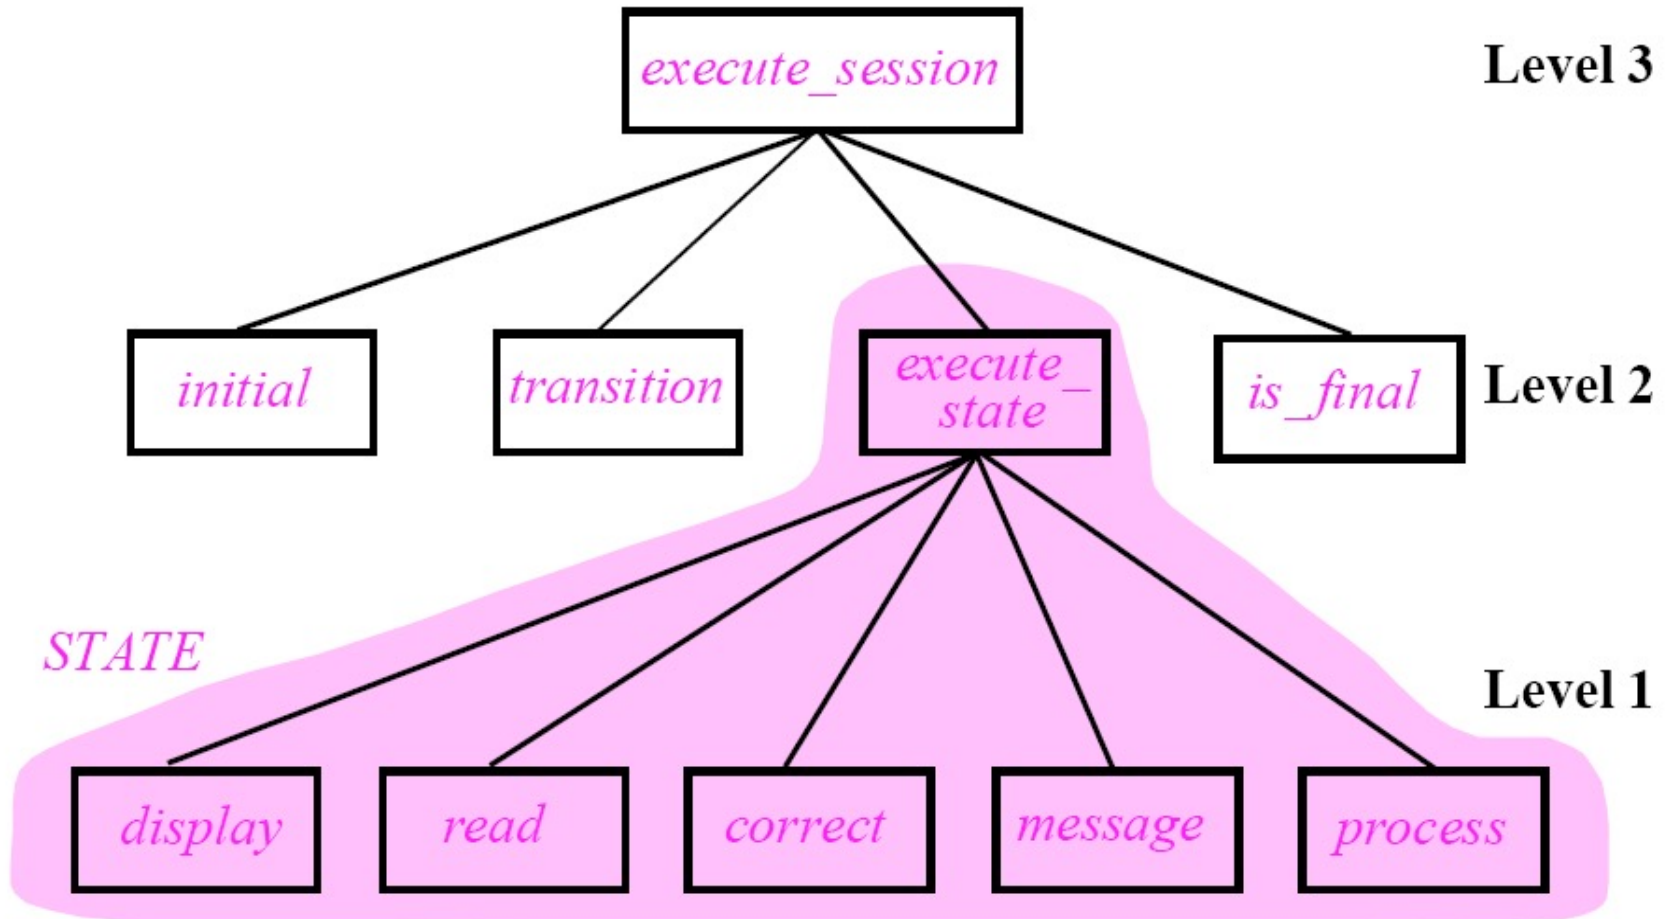 execute_session
Level 3
initial
transition
execute_
state
is_final
Level 2
STATE
Level 1
display
read
correct
message
process